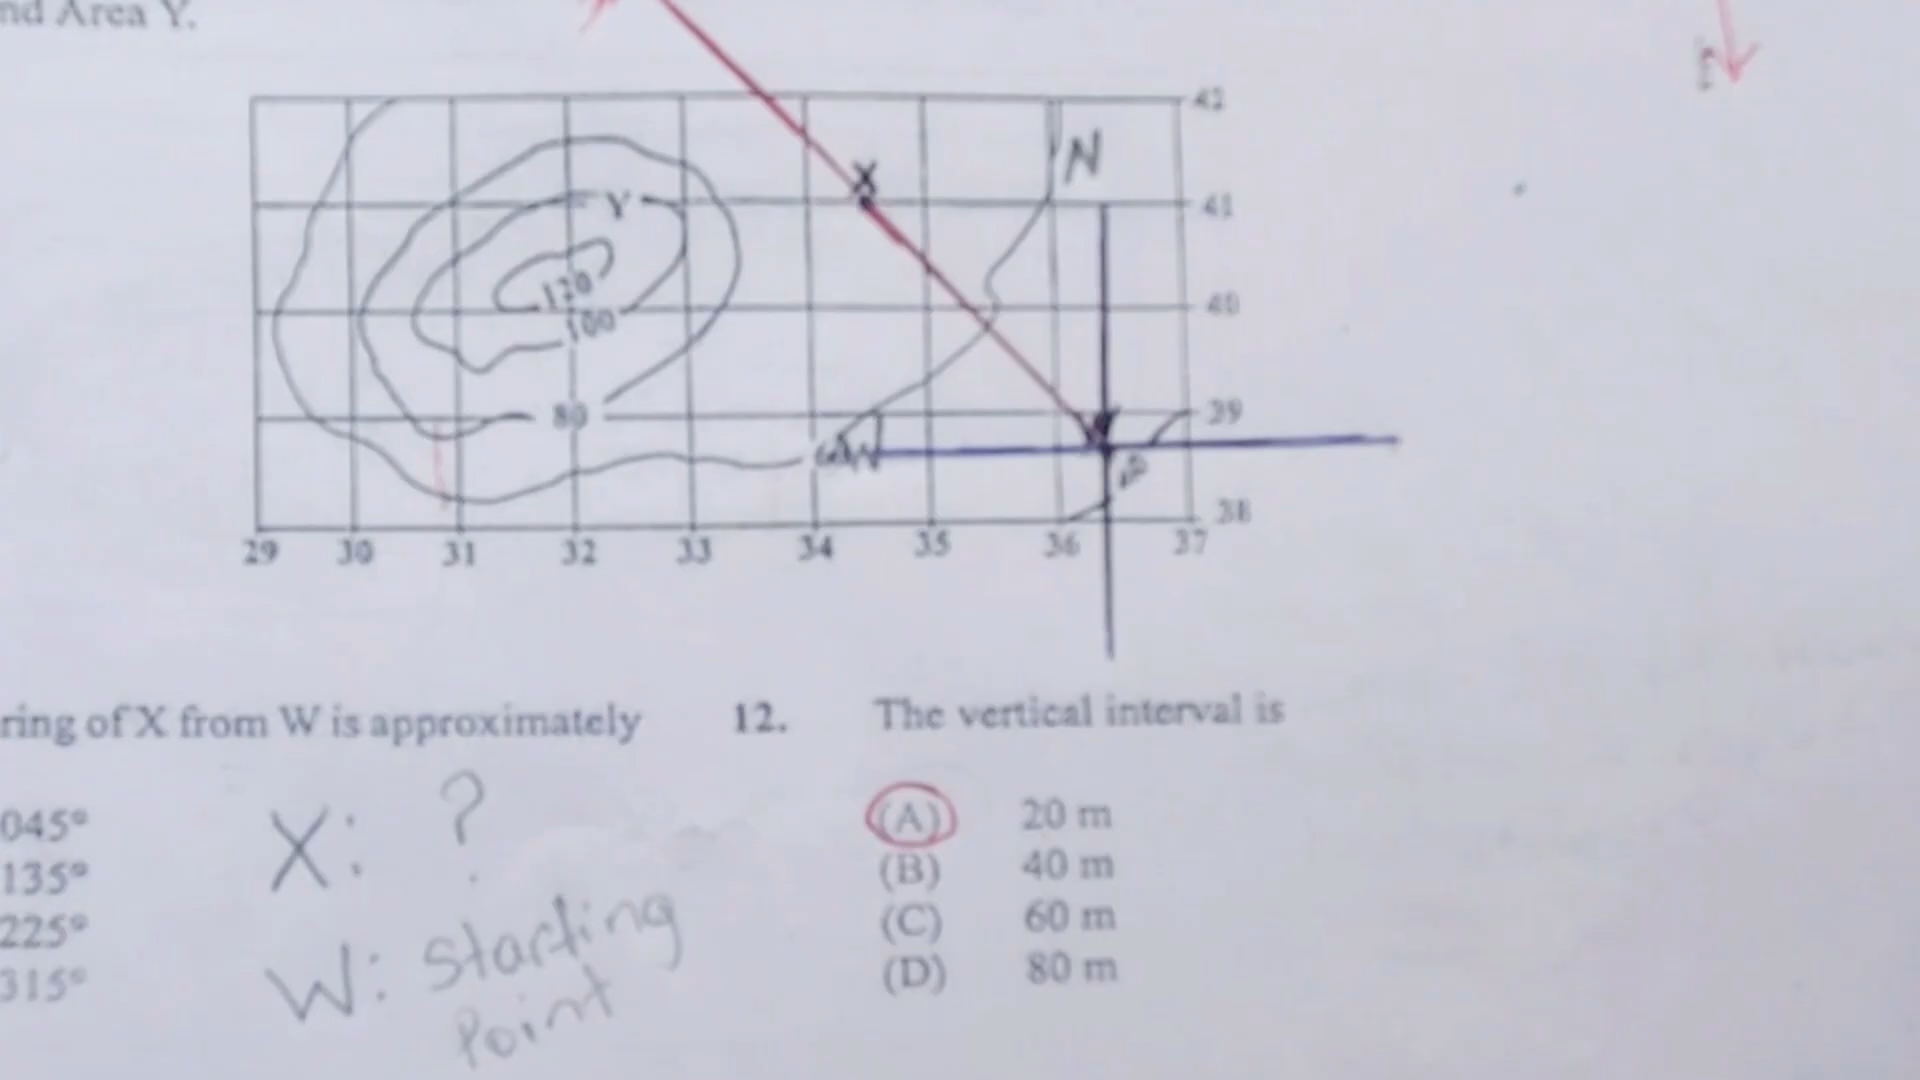 nd Area Y.
42
N
X
Y
41
120
40
100
39
80
W
38
29 30 31 32 33 34 35 36 37
ring of X from W is approximately
045°
135°
225°
315°
X: ?
W: Starting
Point
12. The vertical interval is
(A) 20 m
(B) 40 m
(C) 60 m
(D) 80 m